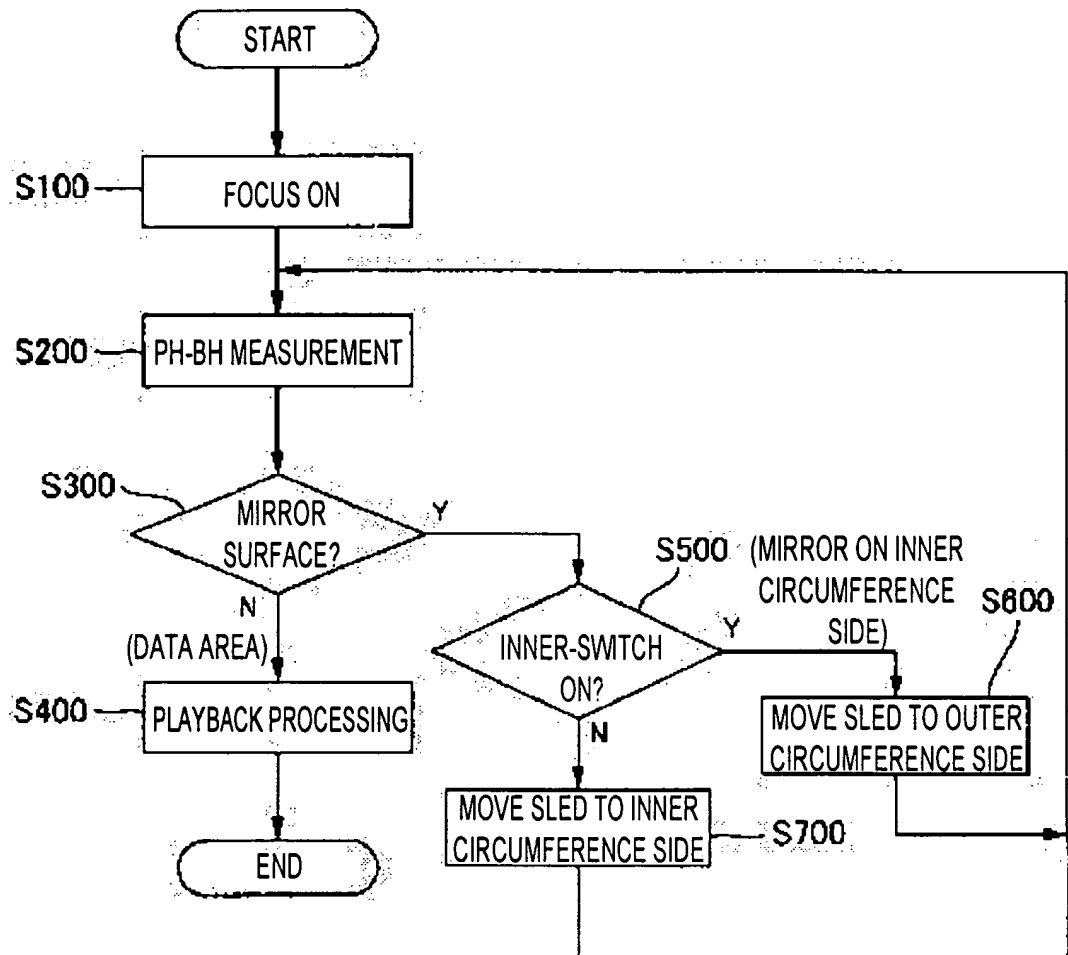 START
S100
FOCUS ON
S200
PH-BH MEASUREMENT
S300
MIRROR
SURFACE?
Y
N
(DATA AREA)
S400
PLAYBACK PROCESSING
END
S500
(MIRROR ON INNER
CIRCUMFERENCE
SIDE)
INNER-SWITCH
ON?
Y
N
S600
MOVE SLED TO OUTER
CIRCUMFERENCE SIDE
MOVE SLED TO INNER
CIRCUMFERENCE SIDE
S700